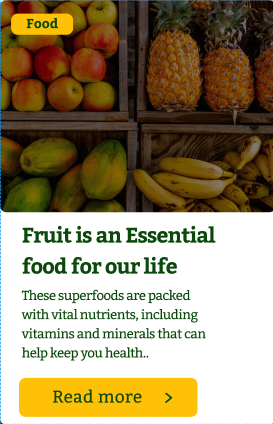 Food
Fruit is an Essential
food for our life
These superfoods are packed
with vital nutrients, including
vitamins and minerals that can
help keep you health..
Read more >